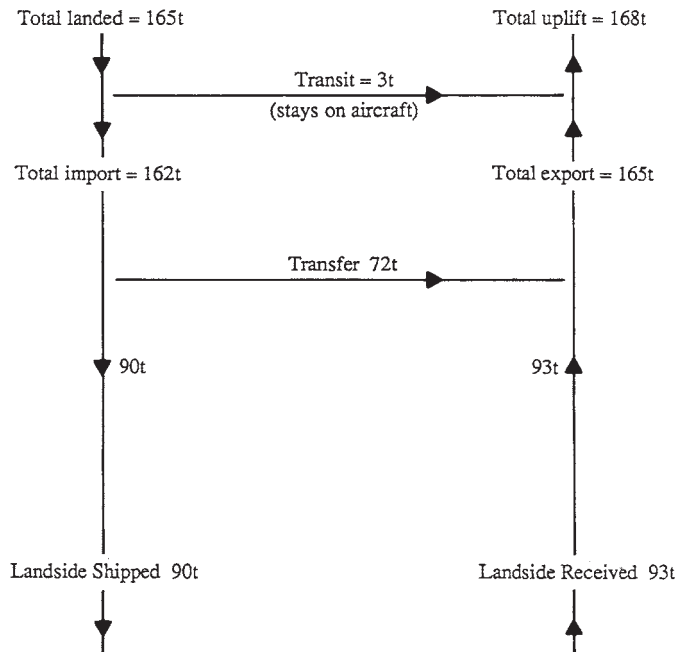 Total landed = 165t
Total uplift = 168t
Transit = 3t
(stays on aircraft)
Total import = 162t
Total export = 165t
Transfer 72t
90t
93t
Landside Shipped 90t
Landside Received 93t